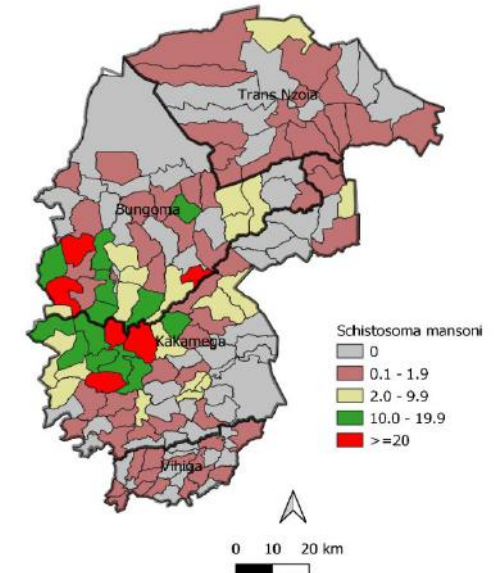 Trans Nzoia
Bungoma
Kakamega
Vihiga
Schistosoma mansoni
0
0.1 - 1.9
2.0 - 9.9
10.0 - 19.9
>=20
0 10 20 km